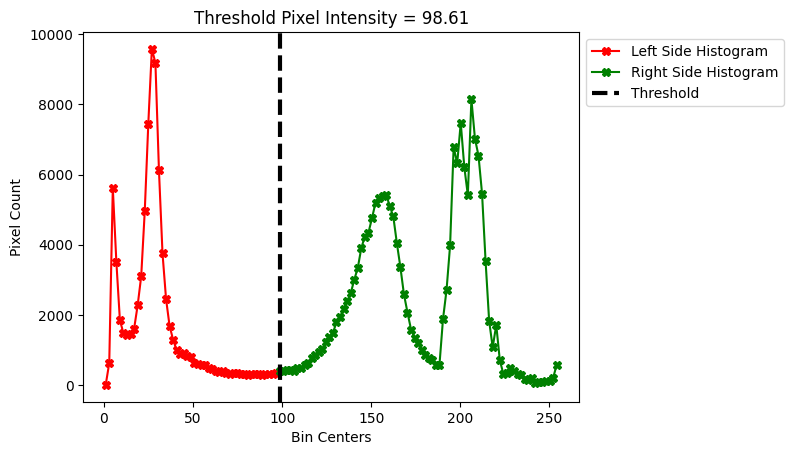 Threshold Pixel Intensity = 98.61
Left Side Histogram
Right Side Histogram
Threshold
Pixel Count
10000
8000
6000
4000
2000
0
0 50 100 150 200 250
Bin Centers